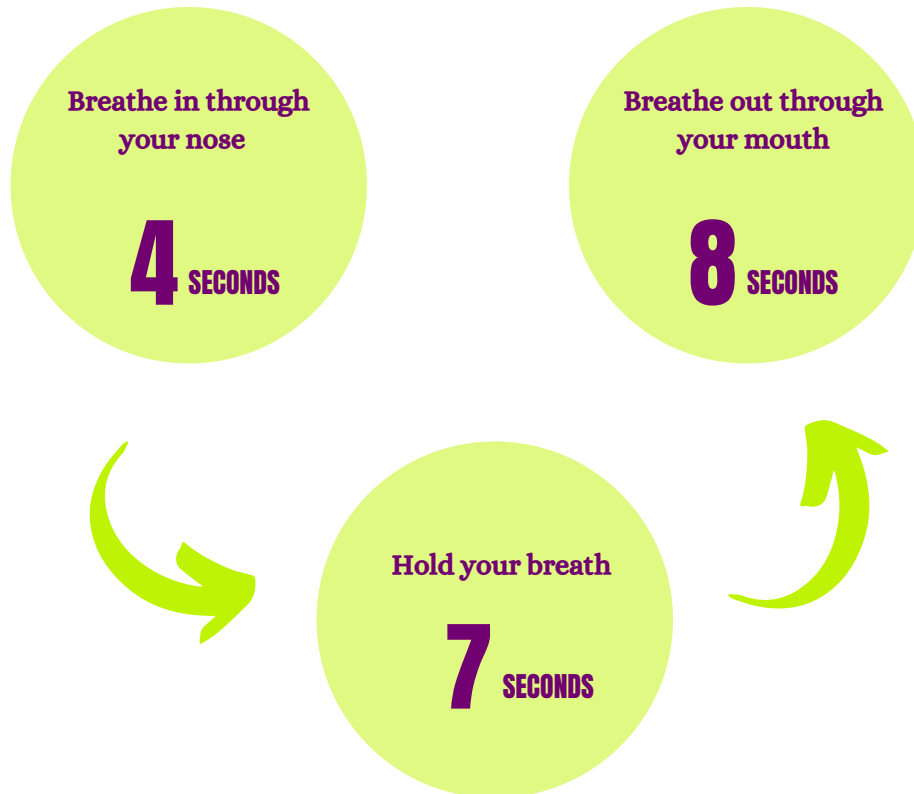 Breathe in through
your nose
4 SECONDS
Hold your breath
7 SECONDS
Breathe out through
your mouth
8 SECONDS